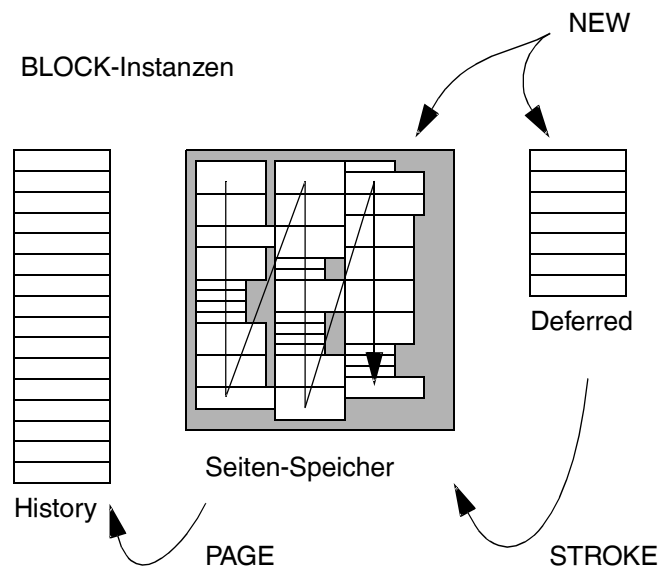 NEW
BLOCK-Instanzen
Deferred
Seiten-Speicher
History
PAGE
STROKE